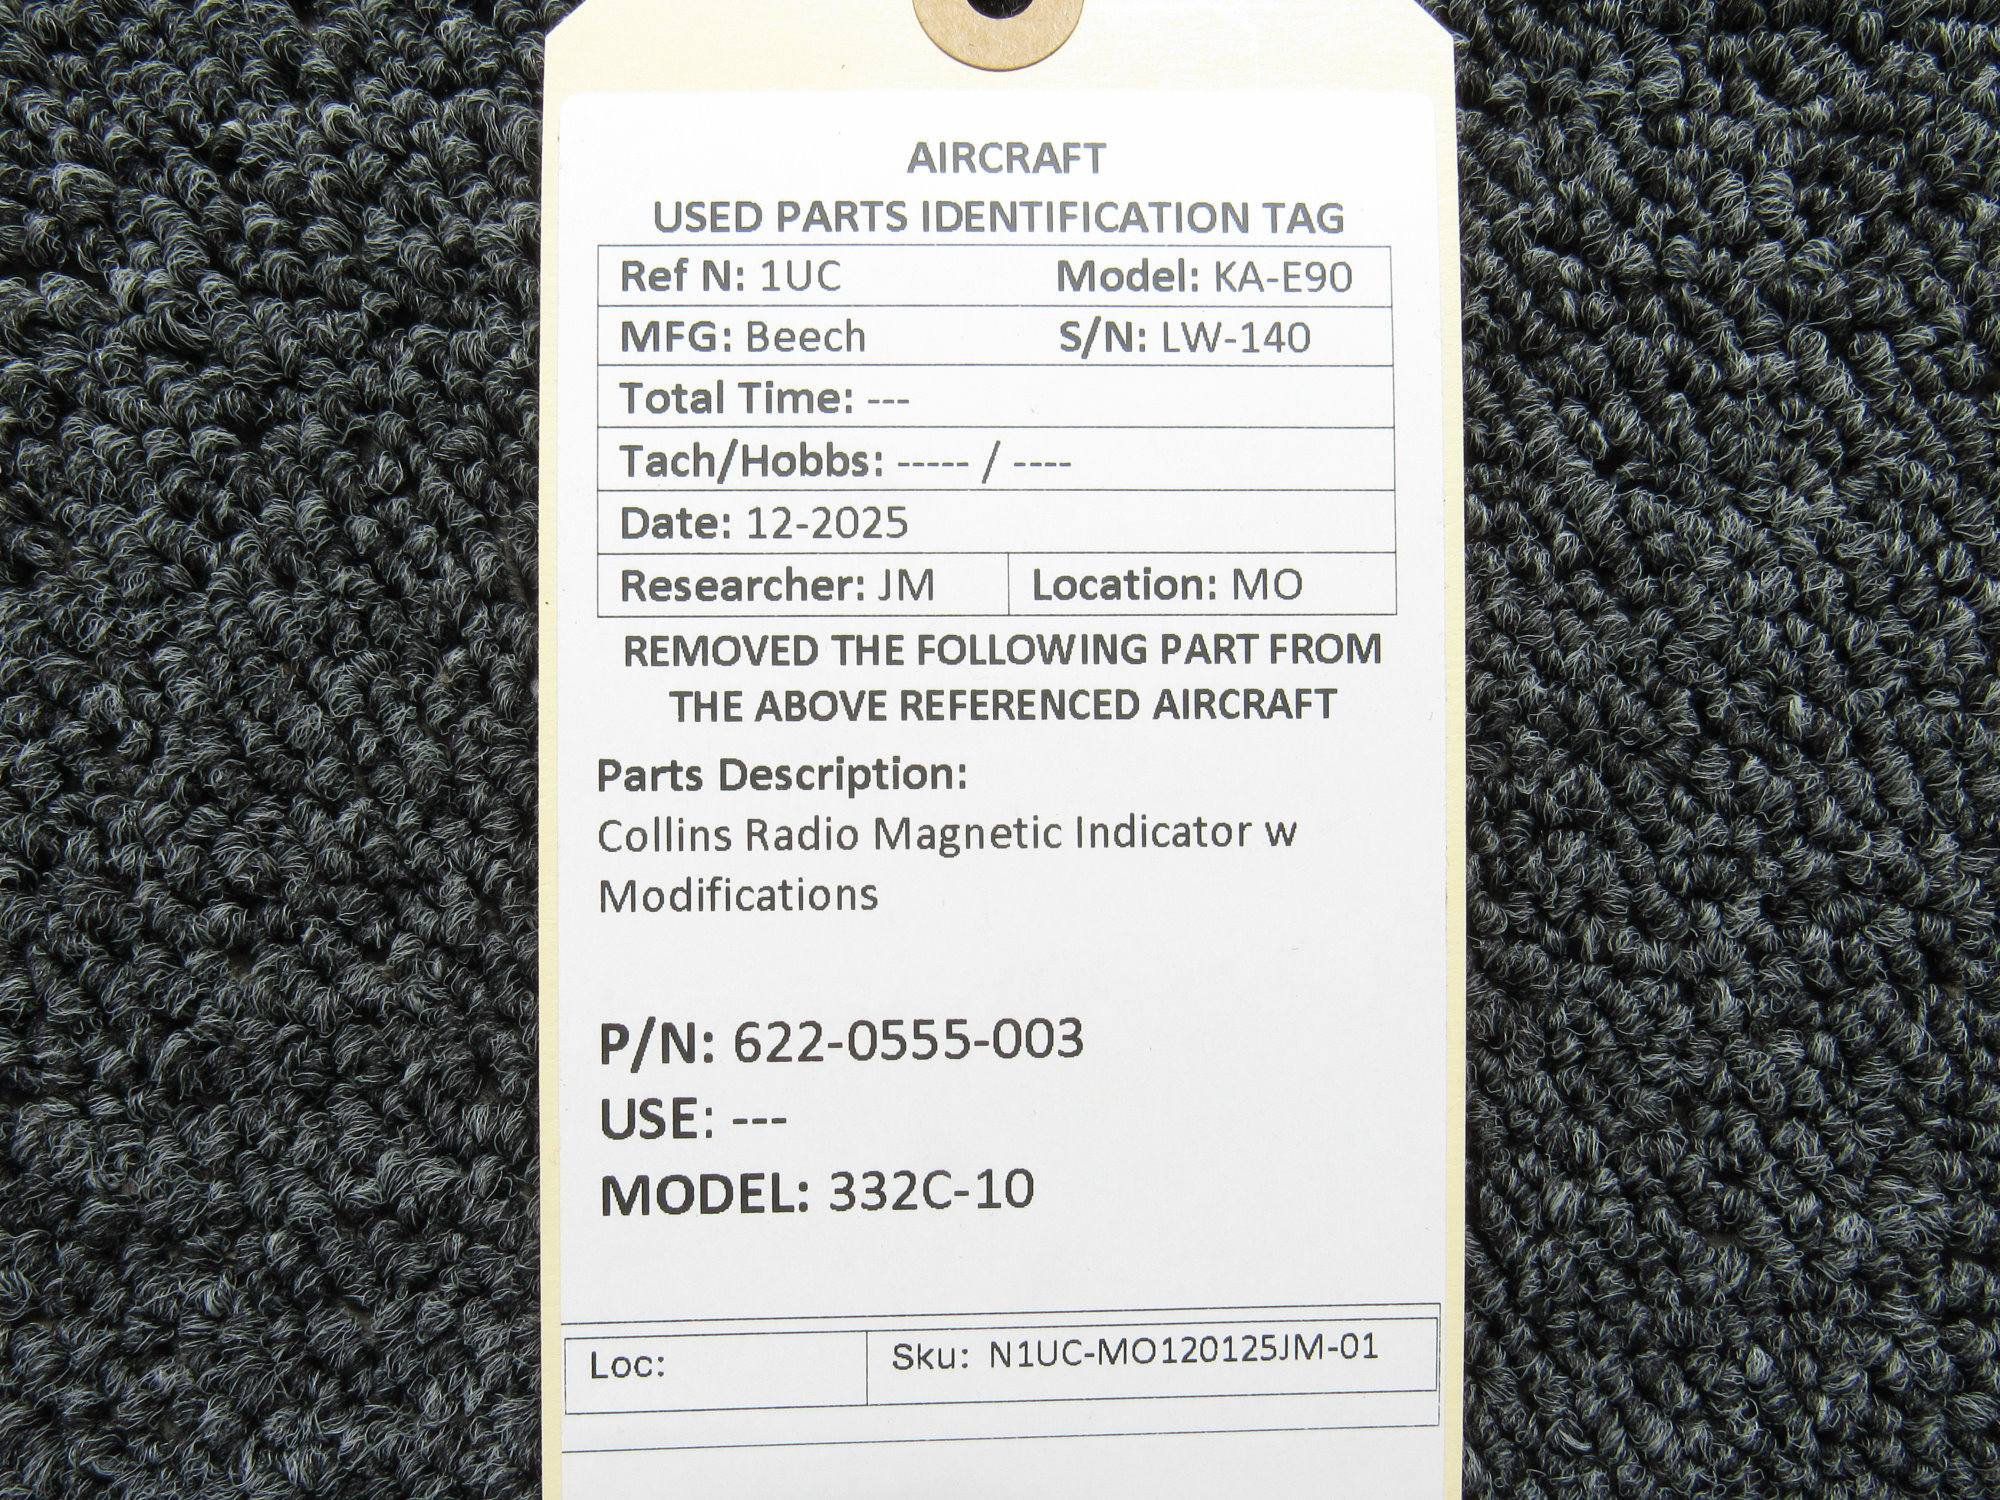 AIRCRAFT
USED PARTS IDENTIFICATION TAG
Ref N: 1UC Model: KA-E90
MFG: Beech S/N: LW-140
Total Time: ---
Tach/Hobbs: ----- / ----
Date: 12-2025
Researcher: JM Location: MO
REMOVED THE FOLLOWING PART FROM
THE ABOVE REFERENCED AIRCRAFT
Parts Description:
Collins Radio Magnetic Indicator w
Modifications
P/N: 622-0555-003
USE: ---
MODEL: 332C-10
Loc: Sku: N1UC-MO120125JM-01